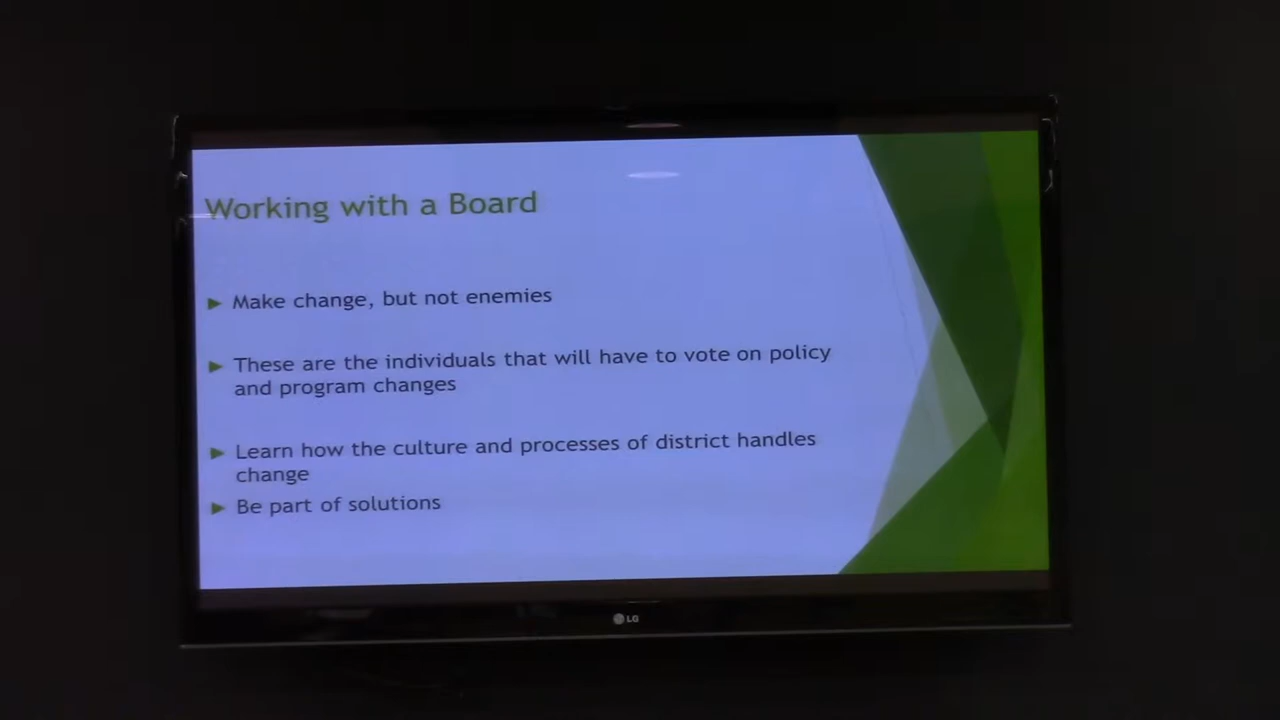 Working with a Board
Make change, but not enemies
These are the individuals that will have to vote on policy
and program changes
Learn how the culture and processes of district handles
change
Be part of solutions
LG